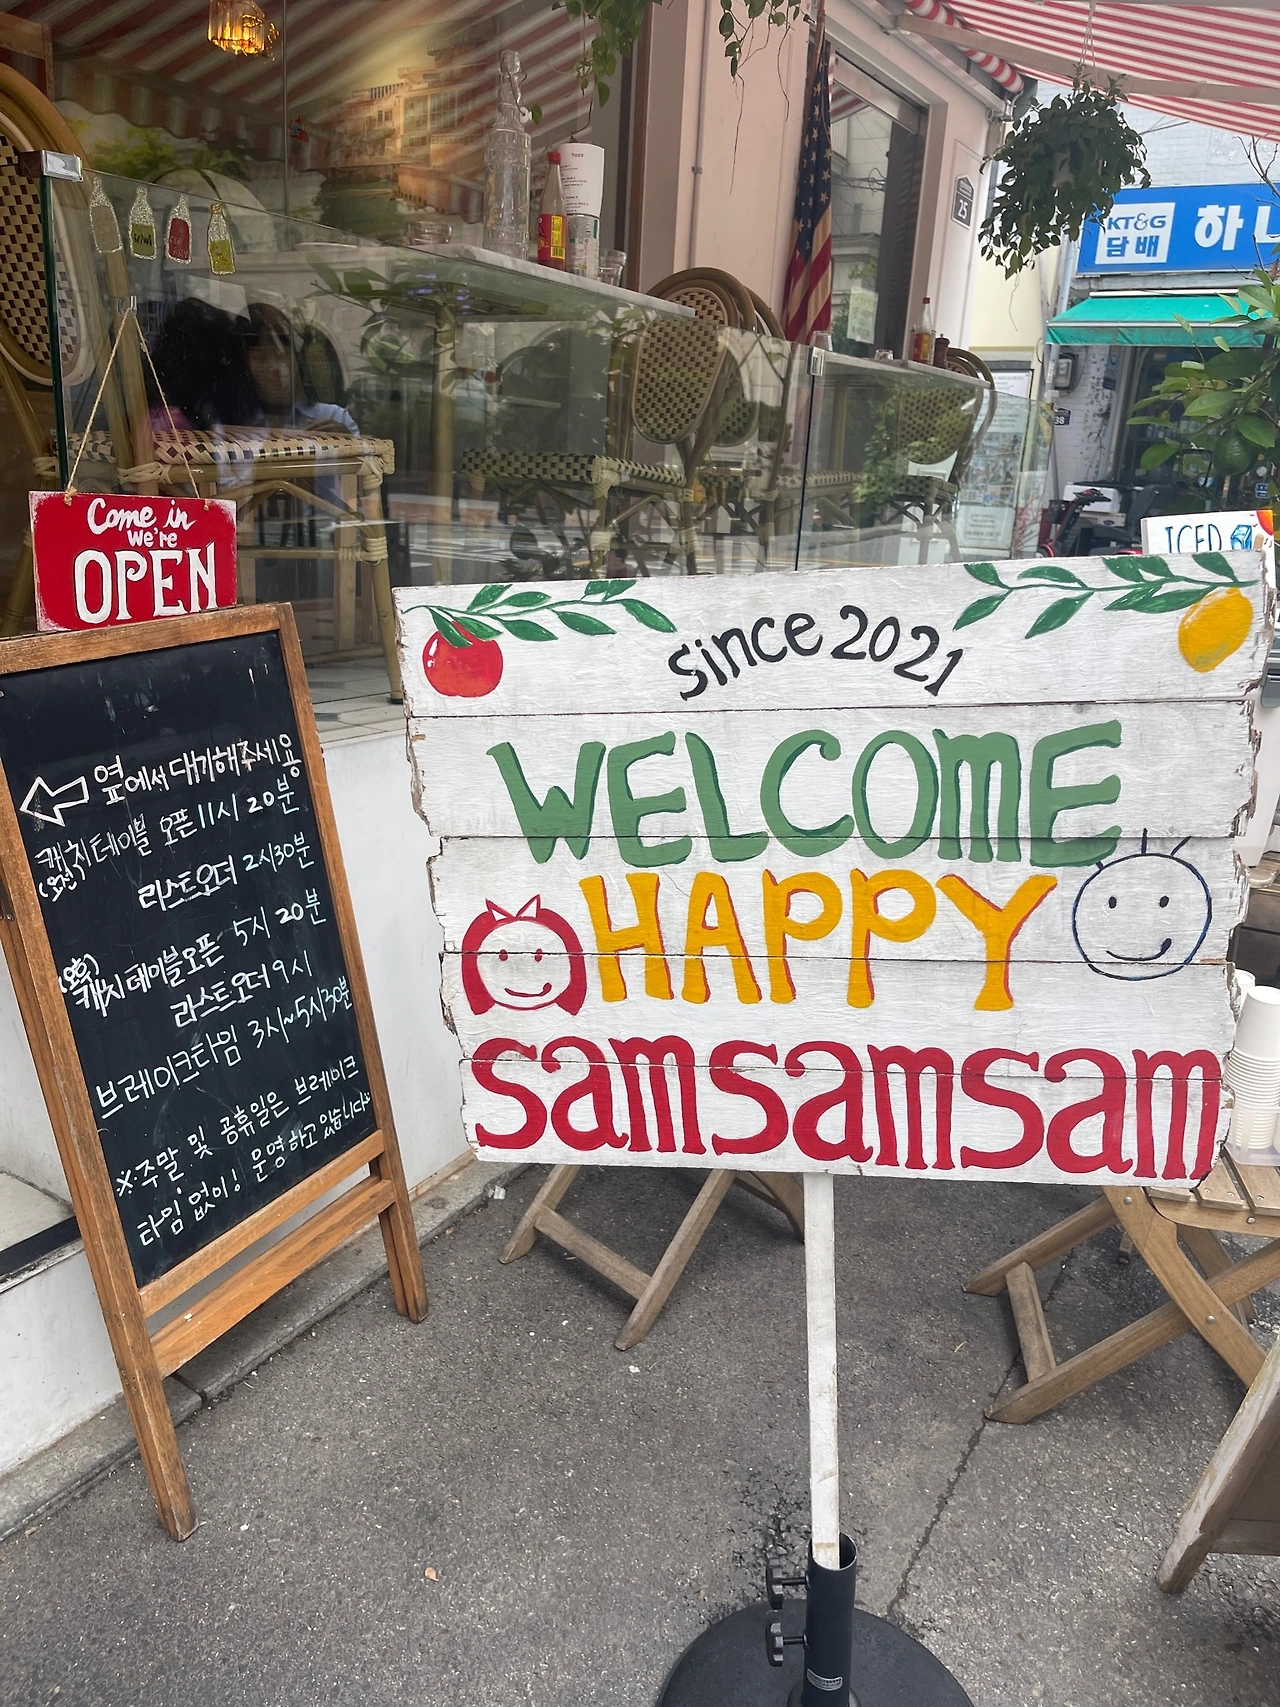 Come in
we're
OPEN
옆에서 대기해주세용
캐치테이블 오픈 11시 20분
(오전)
라스트오더 2시30분
(오후)
캐치테이블오픈 5시 20분
라스트오더 9시
브레이크타임 3시~5시30분
※주말 및 공휴일은 브레이크
타임 없이! 운영하고 있습니다
since 2021
WELCOME
HAPPY
samsamsam
ICED
KT&G
담배
하
25